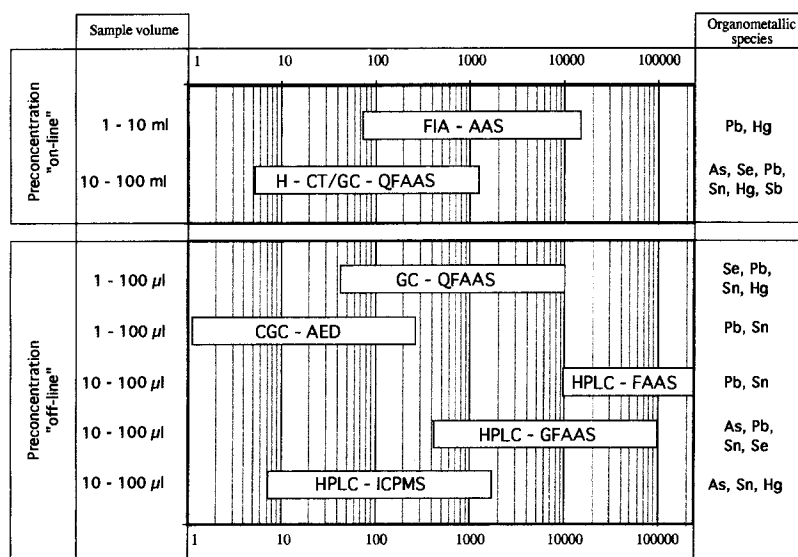 Sample volume
Organometallic
species
1 10 100 1000 10000 100000
Preconcentration
"on-line"
1 - 10 ml
FIA - AAS
Pb, Hg
10 - 100 ml
H - CT/GC - QFAAS
As, Se, Pb,
Sn, Hg, Sb
Preconcentration
"off-line"
1 - 100 µl
GC - QFAAS
Se, Pb,
Sn, Hg
1 - 100 µl
CGC - AED
Pb, Sn
10 - 100 µl
HPLC - FAAS
Pb, Sn
10 - 100 µl
HPLC - GFAAS
As, Pb,
Sn, Se
10 - 100 µl
HPLC - ICPMS
As, Sn, Hg
1 10 100 1000 10000 100000